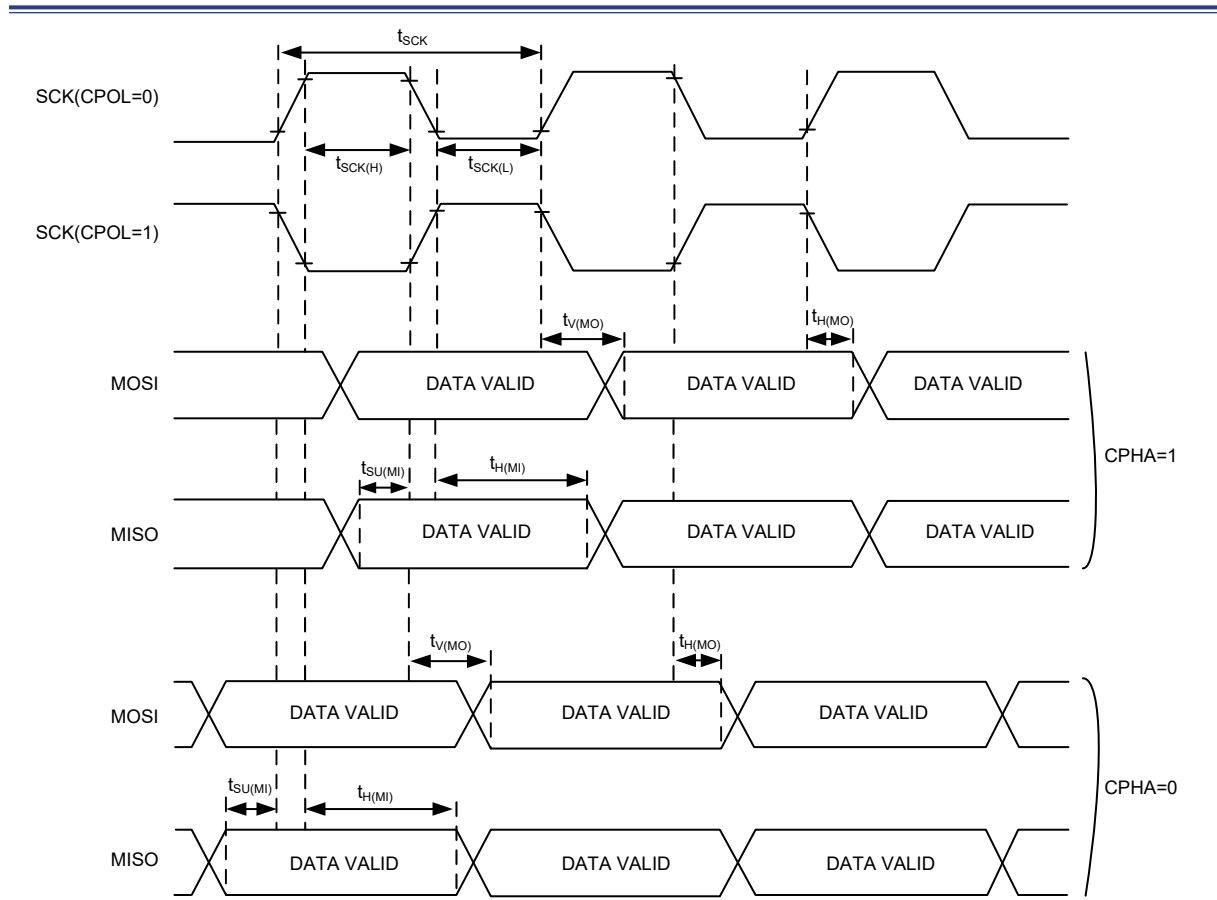 tSCK
SCK(CPOL=0)
tSCK(H)
tSCK(L)
SCK(CPOL=1)
tV(MO)
tH(MO)
MOSI
DATA VALID
DATA VALID
DATA VALID
CPHA=1
tSU(MI)
tH(MI)
MISO
DATA VALID
DATA VALID
DATA VALID
tV(MO)
tH(MO)
MOSI
DATA VALID
DATA VALID
DATA VALID
CPHA=0
tSU(MI)
tH(MI)
MISO
DATA VALID
DATA VALID
DATA VALID